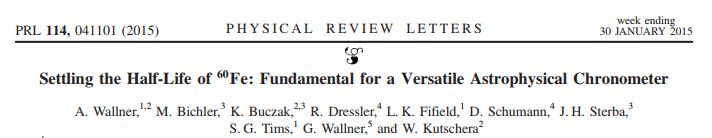 PRL 114, 041101 (2015)
PHYSICAL REVIEW LETTERS
week ending
30 JANUARY 2015
Settling the Half-Life of ⁶⁰Fe: Fundamental for a Versatile Astrophysical Chronometer
A. Wallner,¹,² M. Bichler,³ K. Buczak,²,³ R. Dressler,⁴ L. K. Fifield,¹ D. Schumann,⁴ J. H. Sterba,³
S. G. Tims,¹ G. Wallner,⁵ and W. Kutschera²